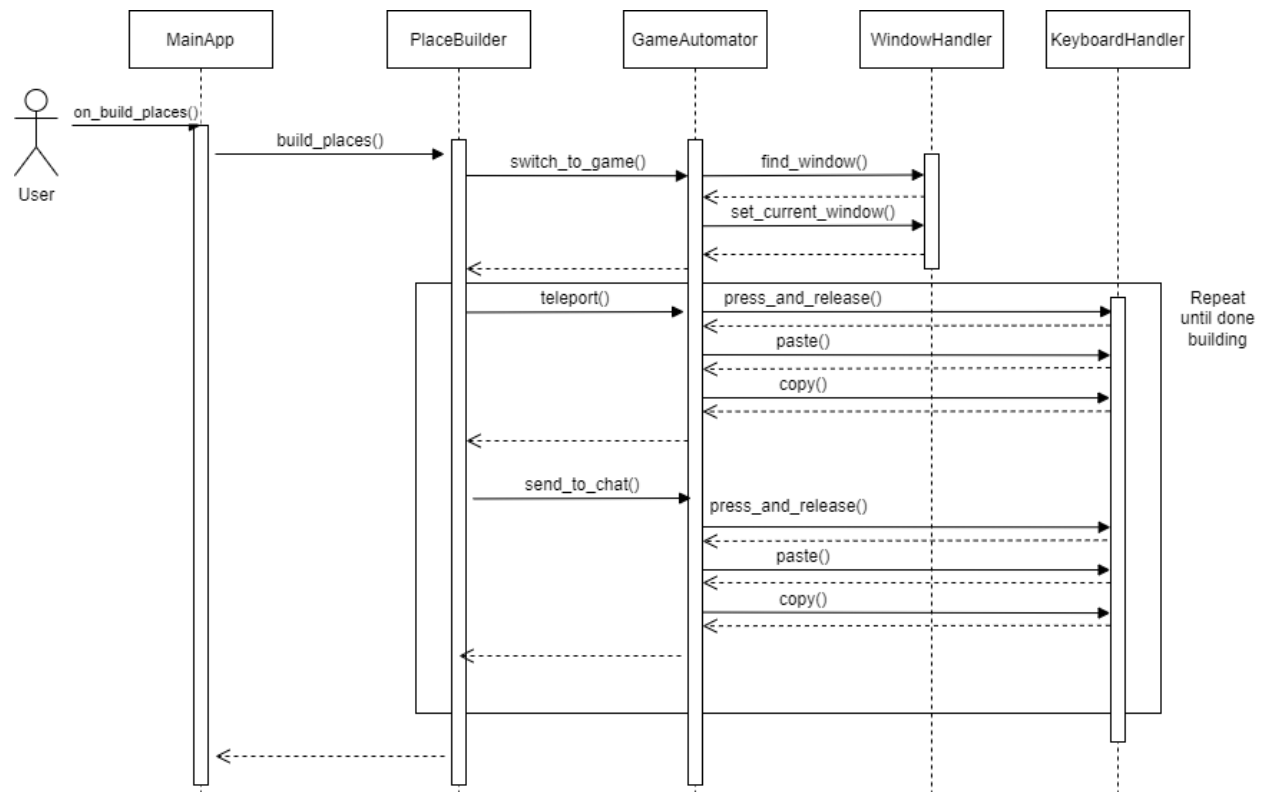 MainApp
PlaceBuilder
GameAutomator
WindowHandler
KeyboardHandler
on_build_places()
User
build_places()
switch_to_game()
find_window()
set_current_window()
teleport()
press_and_release()
Repeat
until done
building
paste()
copy()
send_to_chat()
press_and_release()
paste()
copy()